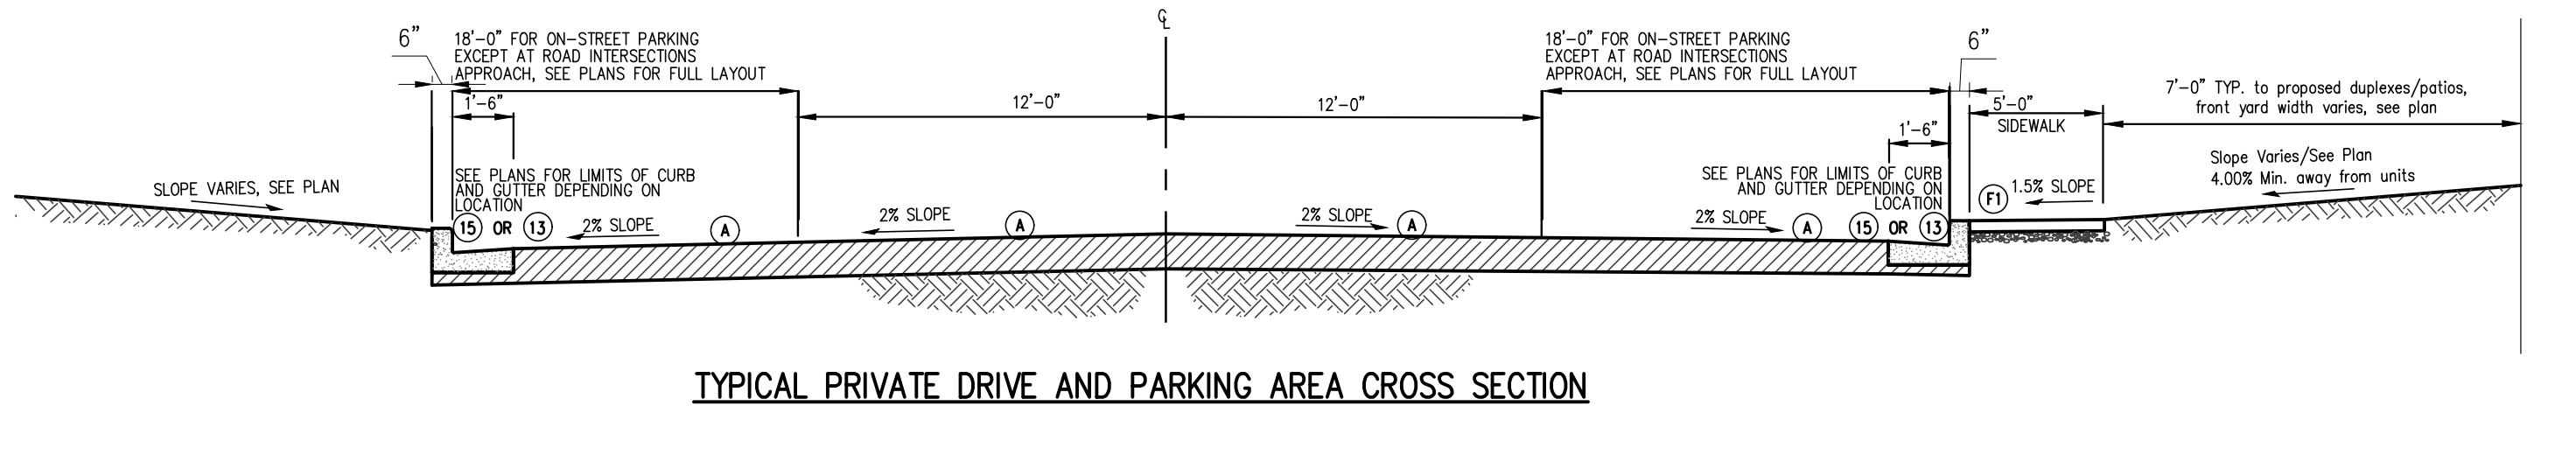 ℄
6"
18'-0" FOR ON-STREET PARKING
EXCEPT AT ROAD INTERSECTIONS
APPROACH, SEE PLANS FOR FULL LAYOUT
1'-6"
12'-0"
12'-0"
18'-0" FOR ON-STREET PARKING
EXCEPT AT ROAD INTERSECTIONS
APPROACH, SEE PLANS FOR FULL LAYOUT
6"
1'-6"
5'-0"
SIDEWALK
7'-0" TYP. to proposed duplexes/patios,
front yard width varies, see plan
SLOPE VARIES, SEE PLAN
SEE PLANS FOR LIMITS OF CURB
AND GUTTER DEPENDING ON
LOCATION
15 OR 13
2% SLOPE
A
2% SLOPE
A
2% SLOPE
A
2% SLOPE
A
SEE PLANS FOR LIMITS OF CURB
AND GUTTER DEPENDING ON
LOCATION
15 OR 13
F1
1.5% SLOPE
Slope Varies/See Plan
4.00% Min. away from units
TYPICAL PRIVATE DRIVE AND PARKING AREA CROSS SECTION